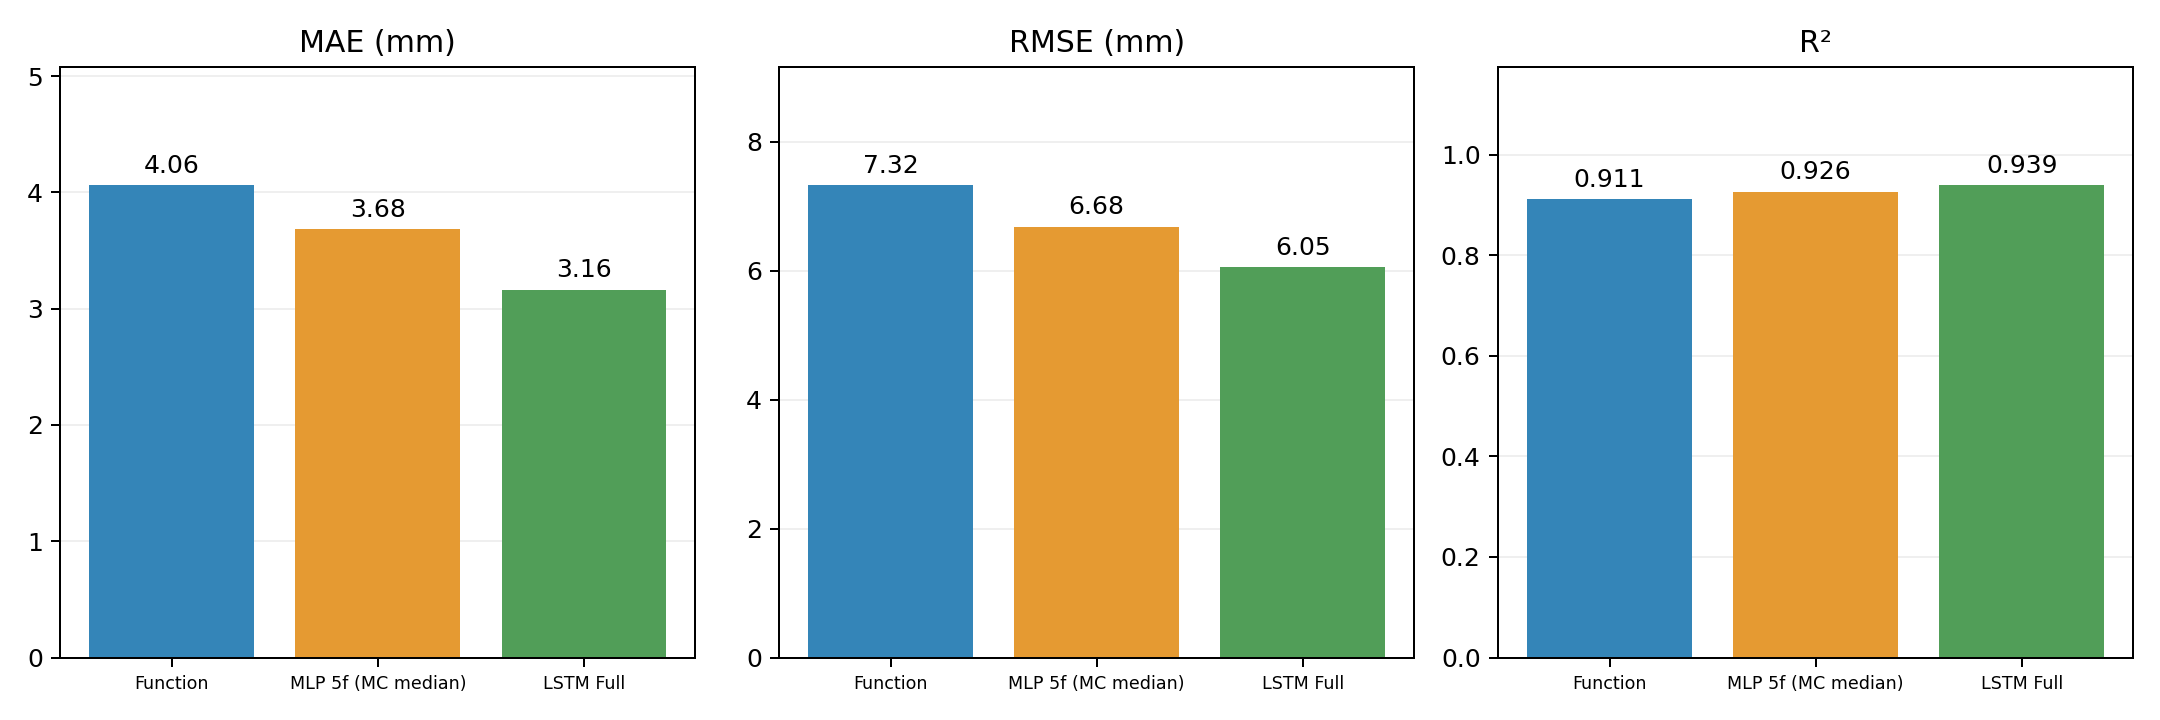 MAE (mm)
5
4
3
2
1
0
4.06
3.68
3.16
Function
MLP 5f (MC median)
LSTM Full
RMSE (mm)
8
6
4
2
0
7.32
6.68
6.05
Function
MLP 5f (MC median)
LSTM Full
R²
1.0
0.8
0.6
0.4
0.2
0.0
0.911
0.926
0.939
Function
MLP 5f (MC median)
LSTM Full